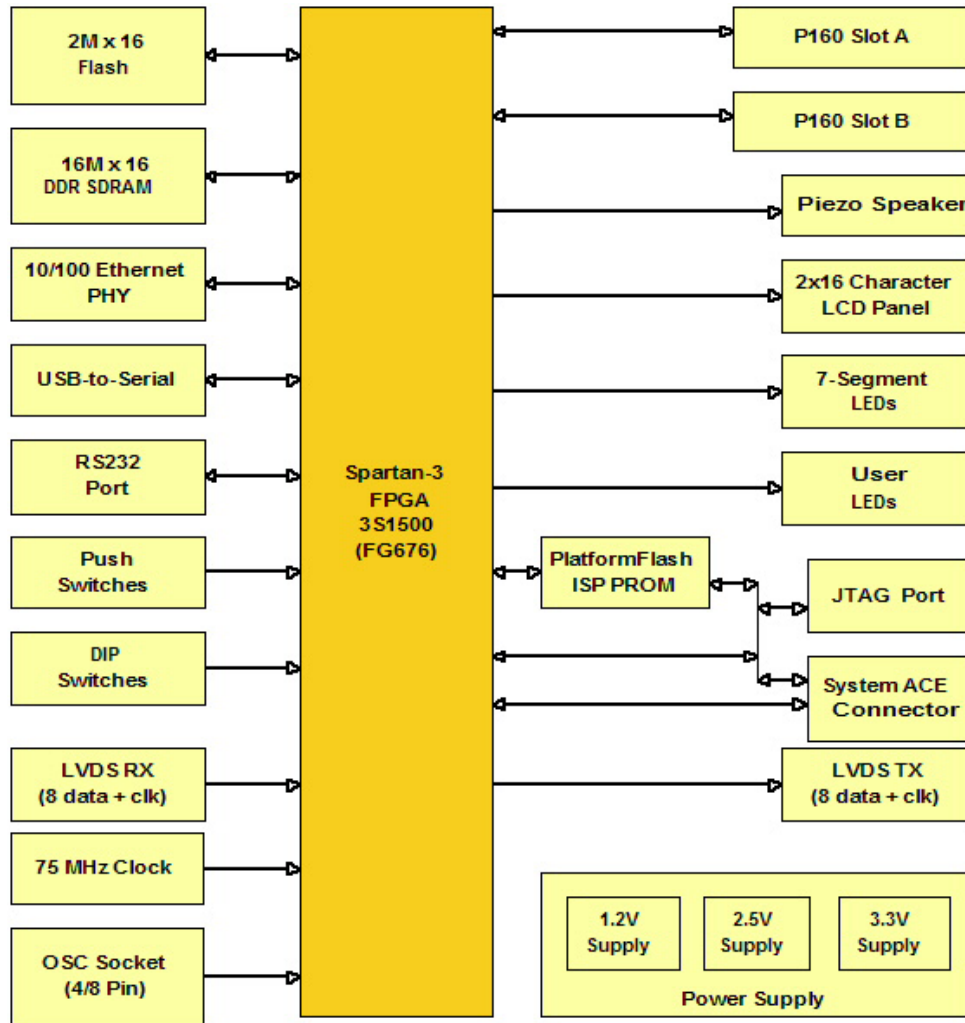 2M x 16
Flash
16M x 16
DDR SDRAM
10/100 Ethernet
PHY
USB-to-Serial
RS232
Port
Push
Switches
DIP
Switches
LVDS RX
(8 data + clk)
75 MHz Clock
OSC Socket
(4/8 Pin)
Spartan-3
FPGA
3S1500
(FG676)
P160 Slot A
P160 Slot B
Piezo Speaker
2x16 Character
LCD Panel
7-Segment
LEDs
User
LEDs
PlatformFlash
ISP PROM
JTAG Port
System ACE
Connector
LVDS TX
(8 data + clk)
1.2V
Supply
2.5V
Supply
3.3V
Supply
Power Supply